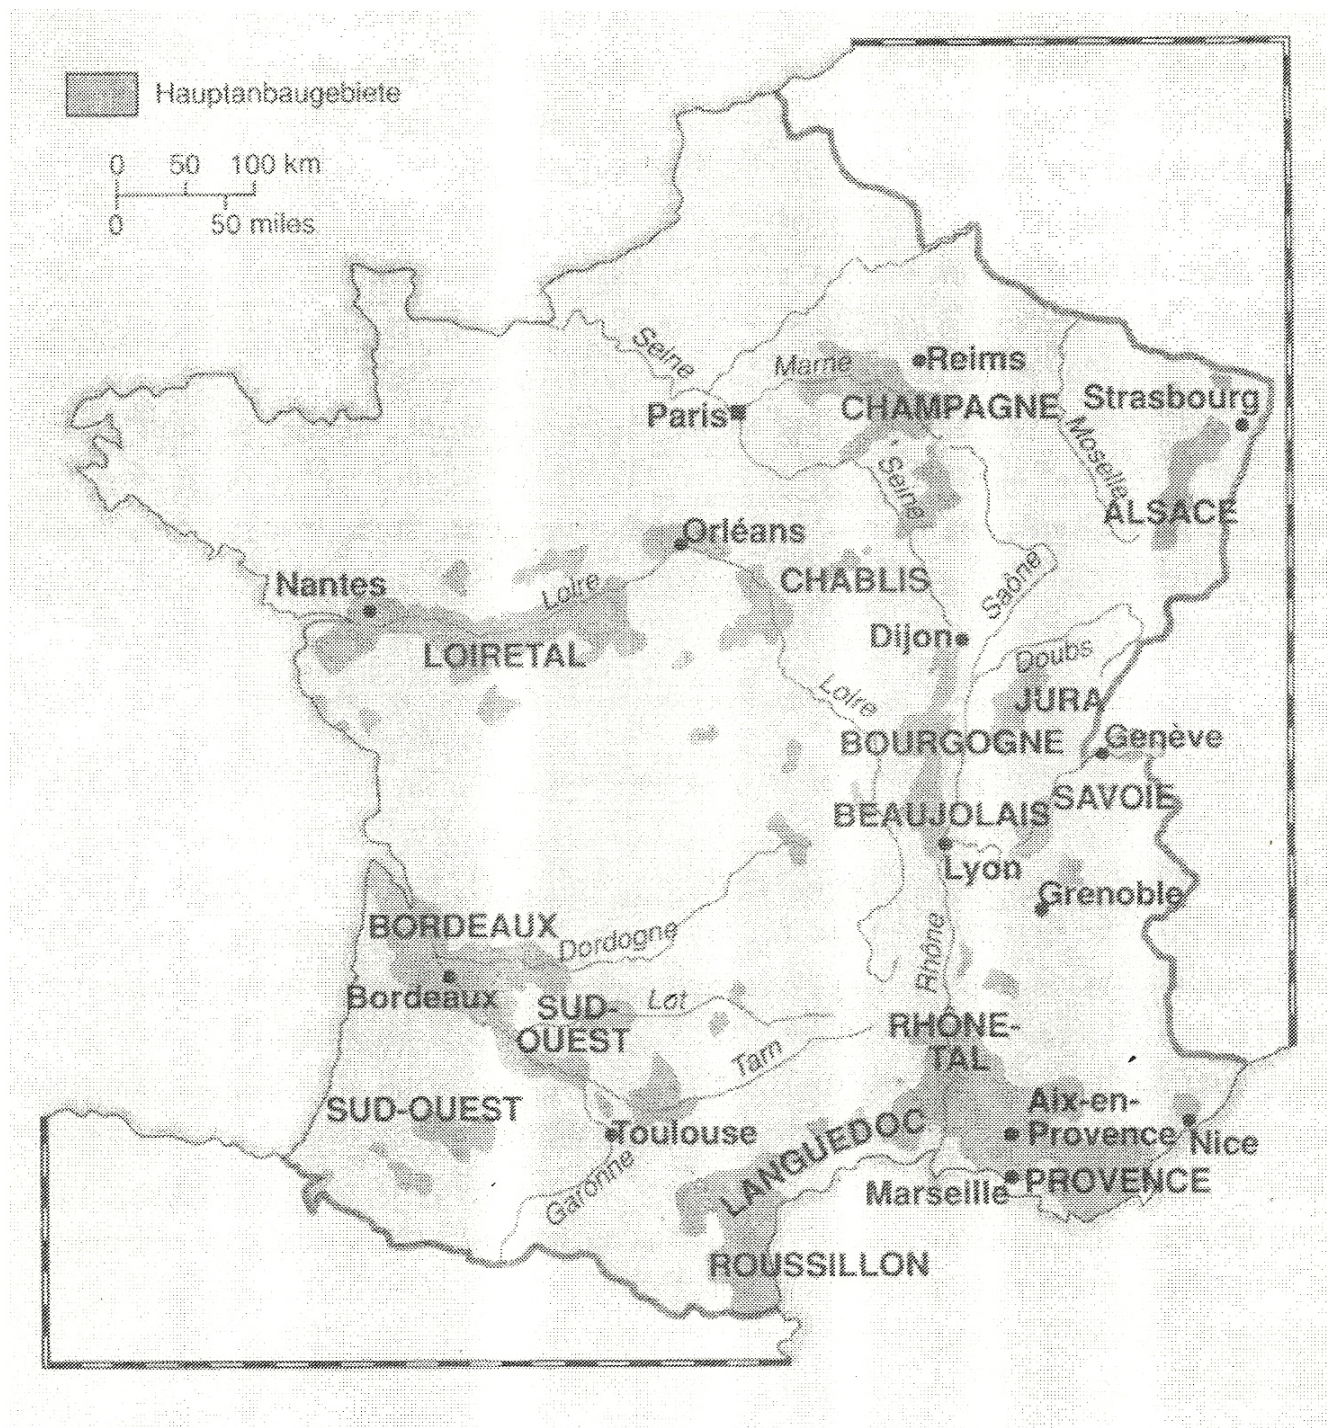 Hauptanbaugebiete
0 50 100 km
0 50 miles
Seine
Marne
Reims
Paris
CHAMPAGNE
Strasbourg
Moselle
Seine
ALSACE
Orléans
Nantes
Loire
CHABLIS
Saône
LOIRETAL
Dijon
Doubs
Loire
JURA
BOURGOGNE
Genève
BEAUJOLAIS
SAVOIE
Lyon
Grenoble
BORDEAUX
Dordogne
Rhône
Bordeaux
SUD-
OUEST
Lot
RHÔNE-
TAL
Tarn
SUD-OUEST
Toulouse
Aix-en-
Provence
Nice
LANGUEDOC
Garonne
Marseille
PROVENCE
ROUSSILLON